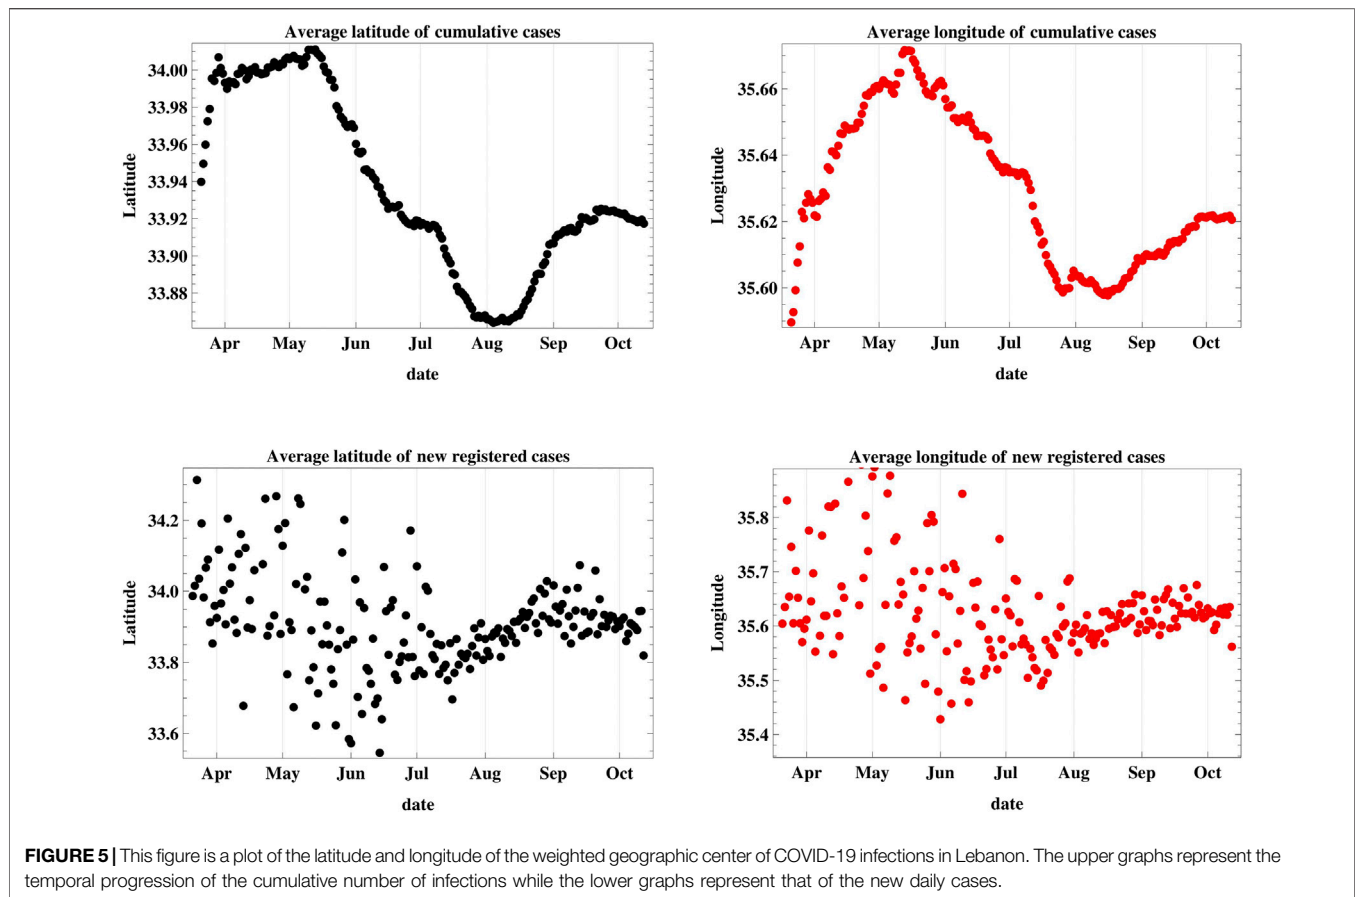 Average latitude of cumulative cases
34.00
33.98
33.96
33.94
33.92
33.90
33.88
Latitude
Apr May Jun Jul Aug Sep Oct
date
Average longitude of cumulative cases
35.66
35.64
35.62
35.60
Longitude
Apr May Jun Jul Aug Sep Oct
date
Average latitude of new registered cases
34.2
34.0
33.8
33.6
Latitude
Apr May Jun Jul Aug Sep Oct
date
Average longitude of new registered cases
35.8
35.7
35.6
35.5
35.4
Longitude
Apr May Jun Jul Aug Sep Oct
date
FIGURE 5 | This figure is a plot of the latitude and longitude of the weighted geographic center of COVID-19 infections in Lebanon. The upper graphs represent the
temporal progression of the cumulative number of infections while the lower graphs represent that of the new daily cases.